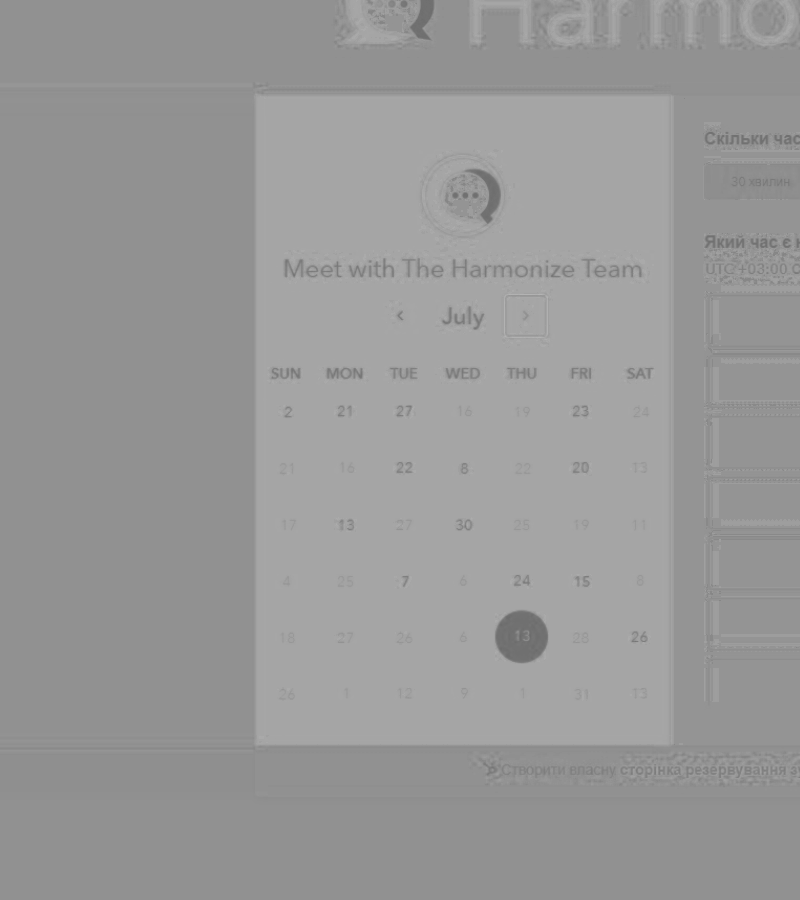 Harmo
Скільки час
30 хвилин
Meet with The Harmonize Team
Який час є
UTC +03:00
‹ July ›
SUN MON TUE WED THU FRI SAT
2 21 27 16 19 23 24
21 16 22 8 22 20 13
17 13 27 30 25 19 11
4 25 7 6 24 15 8
18 27 26 6 13 28 26
26 1 12 9 1 31 13
Створити власну сторінка резервування з